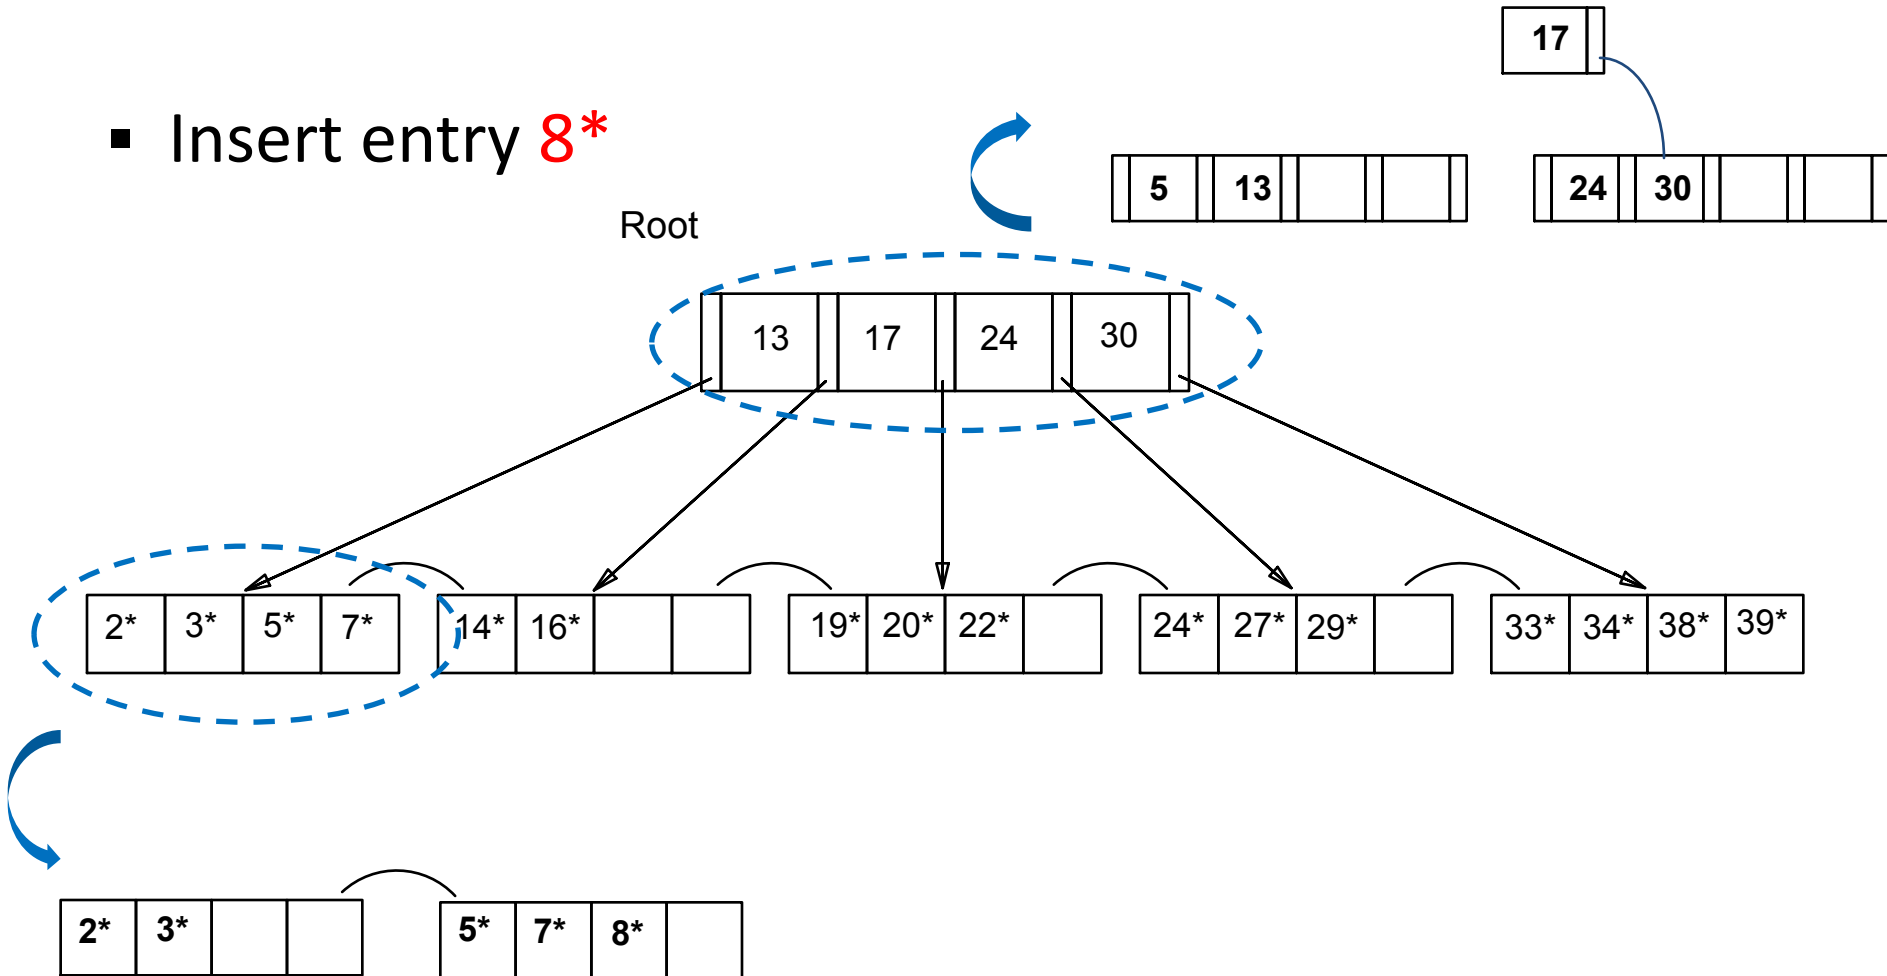 17
▪ Insert entry 8*
5 13 24 30
Root
13 17 24 30
2* 3* 5* 7* 14* 16* 19* 20* 22* 24* 27* 29* 33* 34* 38* 39*
2* 3* 5* 7* 8*